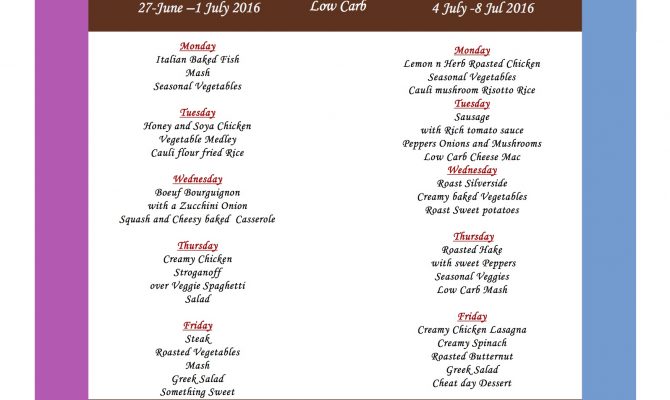 27-June –1 July 2016
Low Carb
4 July -8 Jul 2016
Monday
Italian Baked Fish
Mash
Seasonal Vegetables
Tuesday
Honey and Soya Chicken
Vegetable Medley
Cauli flour fried Rice
Wednesday
Boeuf Bourguignon
with a Zucchini Onion
Squash and Cheesy baked Casserole
Thursday
Creamy Chicken
Stroganoff
over Veggie Spaghetti
Salad
Friday
Steak
Roasted Vegetables
Mash
Greek Salad
Something Sweet
Monday
Lemon n Herb Roasted Chicken
Seasonal Vegetables
Cauli mushroom Risotto Rice
Tuesday
Sausage
with Rich tomato sauce
Peppers Onions and Mushrooms
Low Carb Cheese Mac
Wednesday
Roast Silverside
Creamy baked Vegetables
Roast Sweet potatoes
Thursday
Roasted Hake
with sweet Peppers
Seasonal Veggies
Low Carb Mash
Friday
Creamy Chicken Lasagna
Creamy Spinach
Roasted Butternut
Greek Salad
Cheat day Dessert